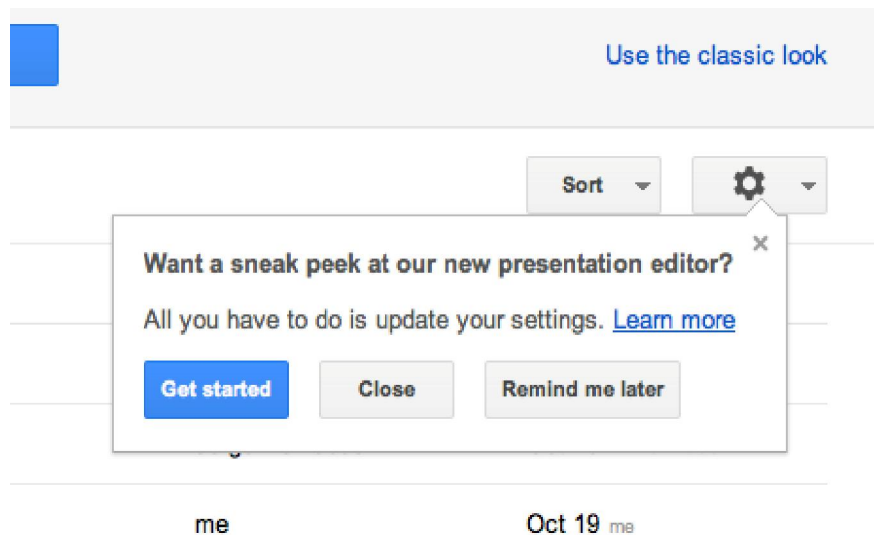 Use the classic look
Sort
Want a sneak peek at our new presentation editor?
All you have to do is update your settings. Learn more
Get started Close Remind me later
me Oct 19 me